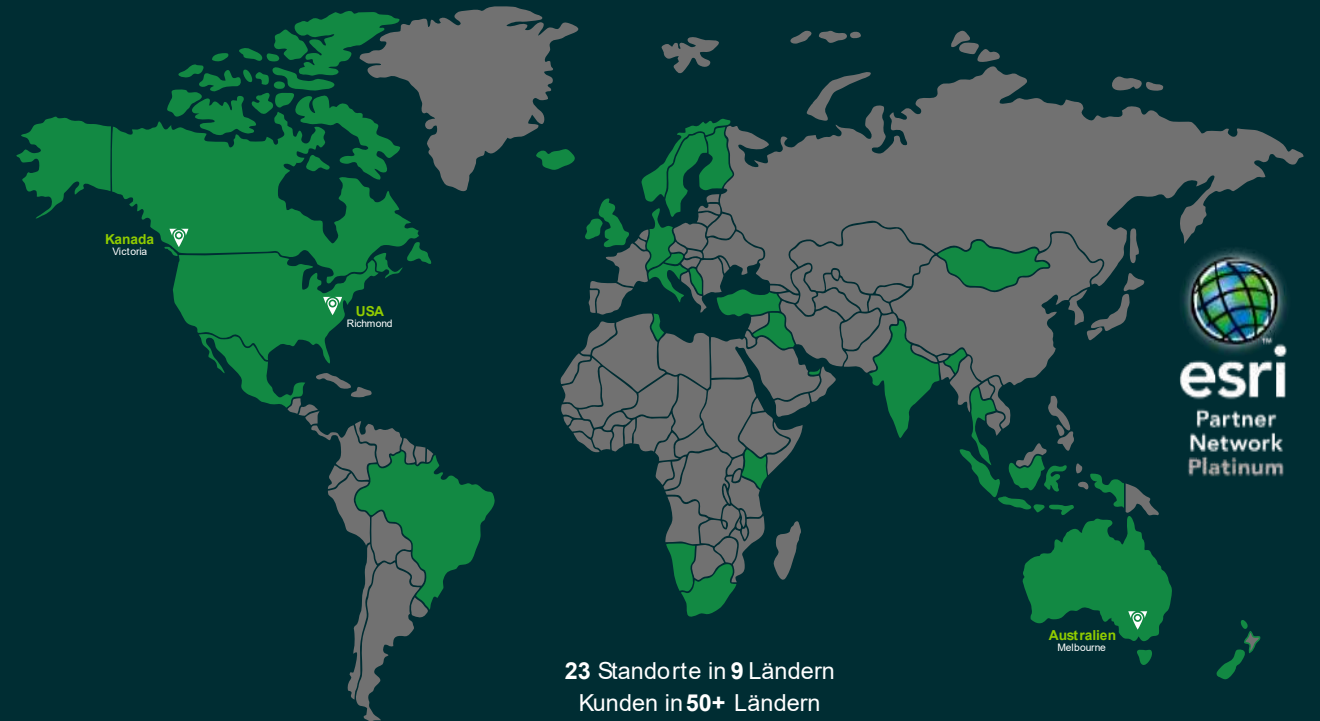 Kanada
Victoria
USA
Richmond
TM
esri
Partner
Network
Platinum
Australien
Melbourne
23 Standorte in 9 Ländern
Kunden in 50+ Ländern